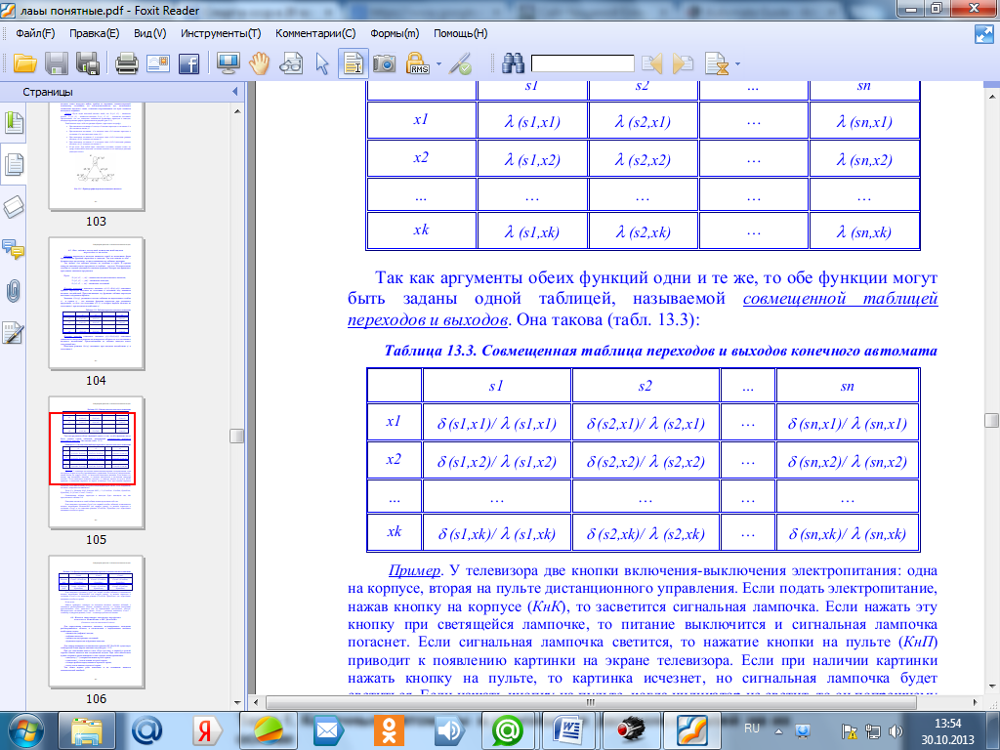 лаьы понятные.pdf - Foxit Reader
Файл(F) Правка(E) Вид(V) Инструменты(T) Комментарии(C) Формы(m) Помощь(H)
RMS
Страницы
103
104
105
106
s1 s2 ... sn
x1 λ (s1,x1) λ (s2,x1) … λ (sn,x1)
x2 λ (s1,x2) λ (s2,x2) … λ (sn,x2)
... … … … …
xk λ (s1,xk) λ (s2,xk) … λ (sn,xk)
Так как аргументы обеих функций одни и те же, то обе функции могут
быть заданы одной таблицей, называемой совмещенной таблицей
переходов и выходов. Она такова (табл. 13.3):
Таблица 13.3. Совмещенная таблица переходов и выходов конечного автомата
s1 s2 ... sn
x1 δ (s1,x1)/ λ (s1,x1) δ (s2,x1)/ λ (s2,x1) … δ (sn,x1)/ λ (sn,x1)
x2 δ (s1,x2)/ λ (s1,x2) δ (s2,x2)/ λ (s2,x2) … δ (sn,x2)/ λ (sn,x2)
... … … … …
xk δ (s1,xk)/ λ (s1,xk) δ (s2,xk)/ λ (s2,xk) … δ (sn,xk)/ λ (sn,xk)
Пример. У телевизора две кнопки включения-выключения электропитания: одна
на корпусе, вторая на пульте дистанционного управления. Если подать электропитание,
нажав кнопку на корпусе (КнК), то засветится сигнальная лампочка. Если нажать эту
кнопку при светящейся лампочке, то питание выключится и сигнальная лампочка
погаснет. Если сигнальная лампочка светится, то нажатие кнопки на пульте (КнП)
приводит к появлению картинки на экране телевизора. Если при наличии картинки
нажать кнопку на пульте, то картинка исчезнет, но сигнальная лампочка будет
RU
13:54
30.10.2013